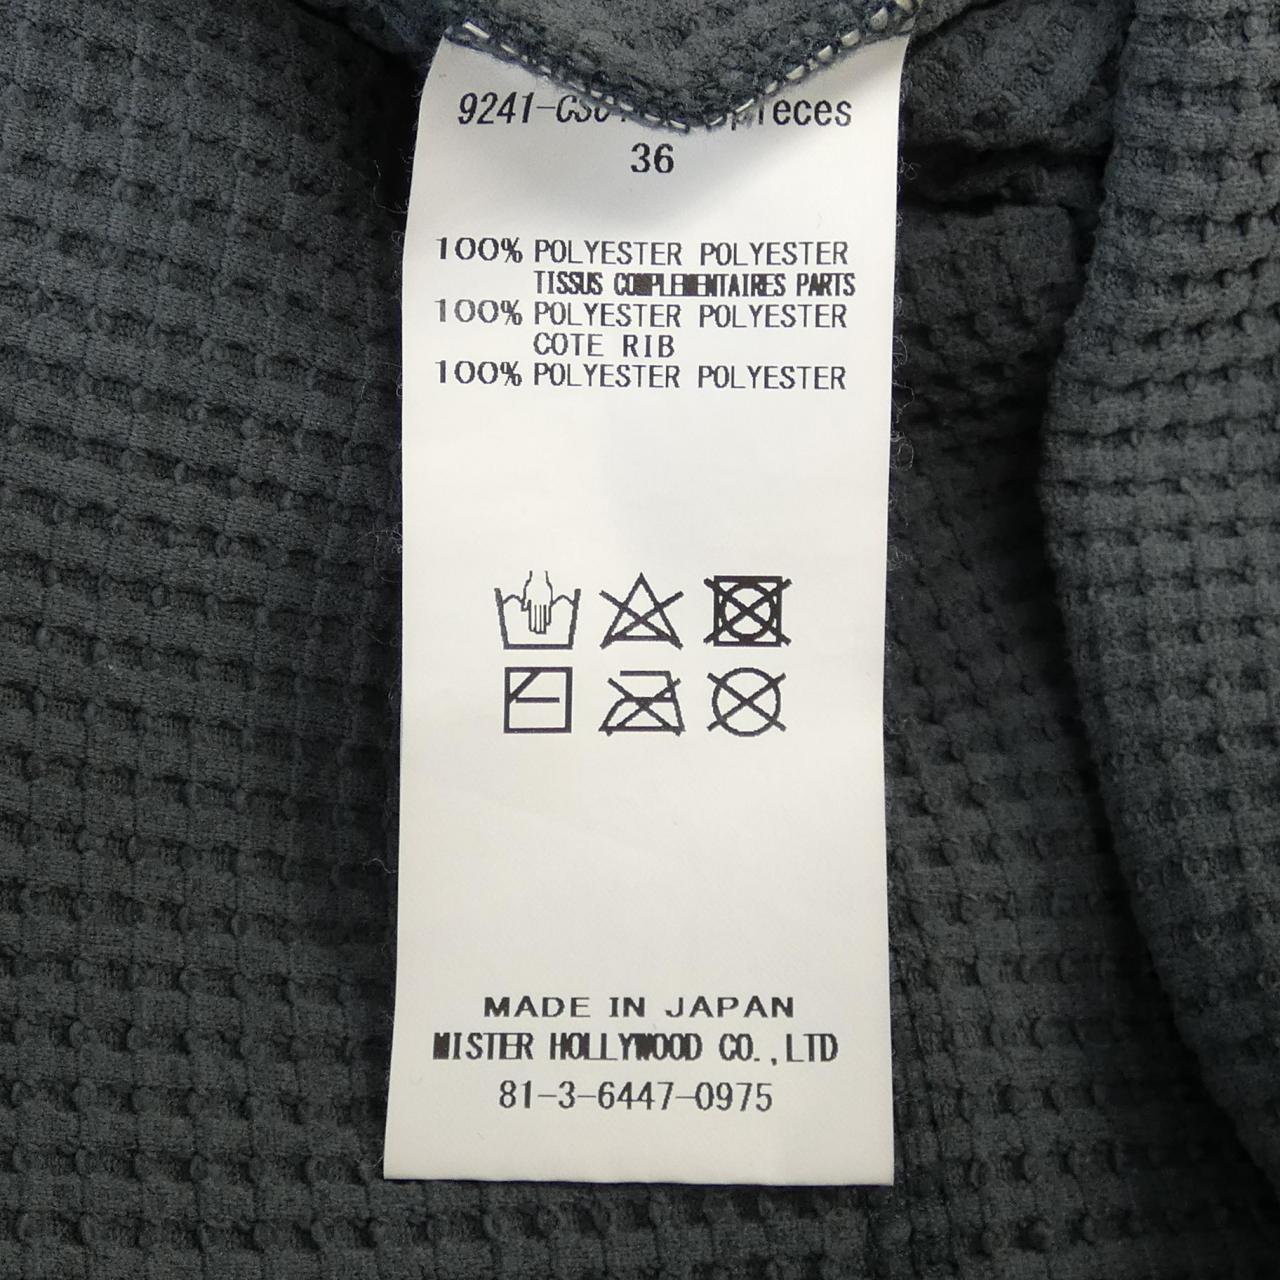 36
100% POLYESTER POLYESTER
TISSUS COMPLEMENTAIRES PARTS
100% POLYESTER POLYESTER
COTE RIB
100% POLYESTER POLYESTER
MADE IN JAPAN
MISTER HOLLYWOOD CO.,LTD
81-3-6447-0975